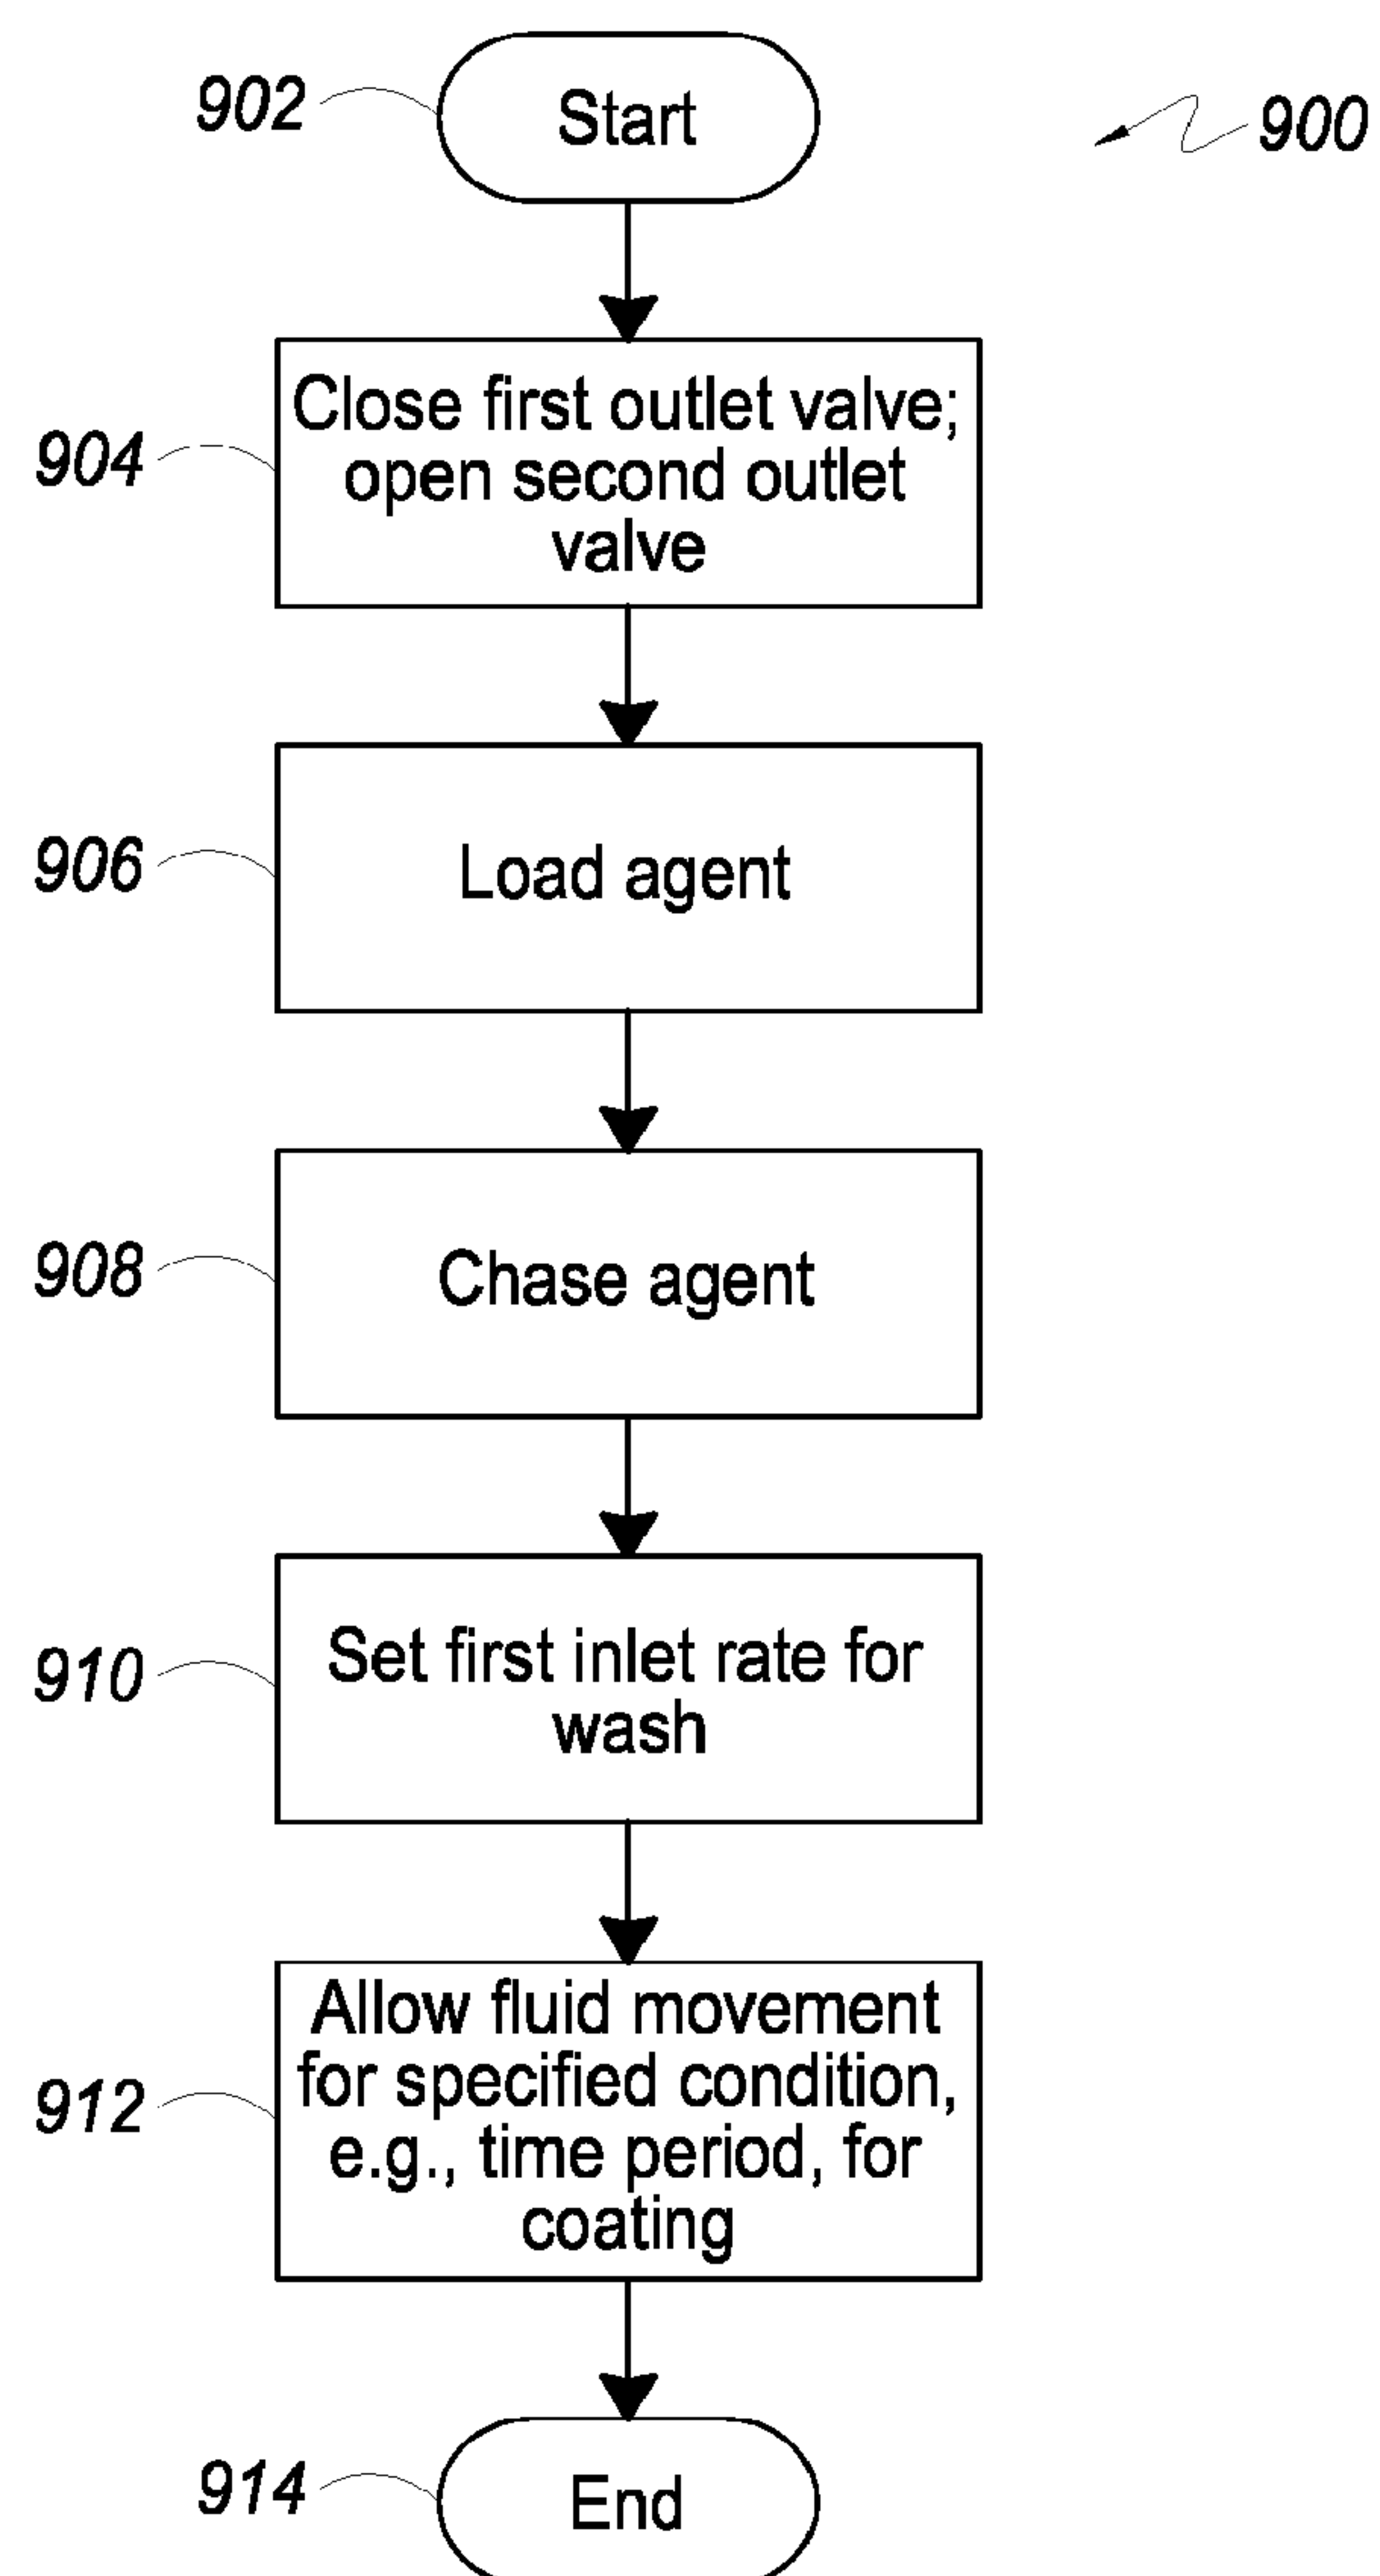 902
Start
900
904
Close first outlet valve;
open second outlet
valve
906
Load agent
908
Chase agent
910
Set first inlet rate for
wash
912
Allow fluid movement
for specified condition,
e.g., time period, for
coating
914
End